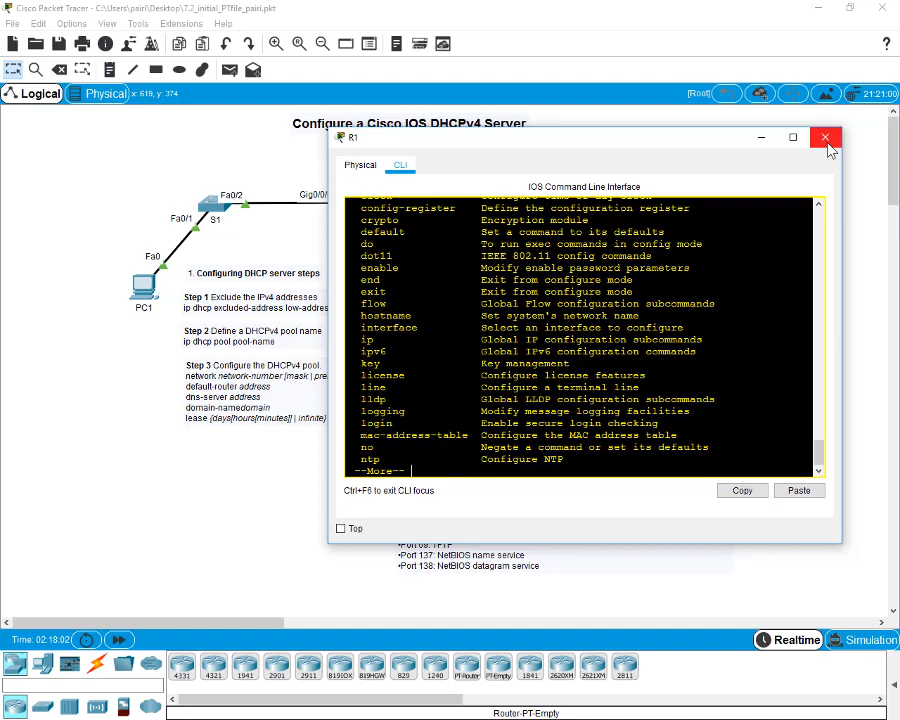 Cisco Packet Tracer - C:\Users\pairi\Desktop\7.2_initial_PTfile_pairi.pkt
File Edit Options View Tools Extensions Help
Logical Physical x: 619, y: 374 [Root] 21:21:00
Configure a Cisco IOS DHCPv4 Server
R1
Physical CLI
IOS Command Line Interface
config-register Define the configuration register
crypto Encryption module
default Set a command to its defaults
do To run exec commands in config mode
dot11 IEEE 802.11 config commands
enable Modify enable password parameters
end Exit from configure mode
exit Exit from configure mode
flow Global Flow configuration subcommands
hostname Set system's network name
interface Select an interface to configure
ip Global IP configuration subcommands
ipv6 Global IPv6 configuration commands
key Key management
license Configure license features
line Configure a terminal line
lldp Global LLDP configuration subcommands
logging Modify message logging facilities
login Enable secure login checking
mac-address-table Configure the MAC address table
no Negate a command or set its defaults
ntp Configure NTP
--More--
Ctrl+F6 to exit CLI focus
Copy Paste
Top
Fa0/2
Gig0/0/
Fa0/1
S1
Fa0
PC1
1. Configuring DHCP server steps
Step 1 Exclude the IPv4 addresses
ip dhcp excluded-address low-addres
Step 2 Define a DHCPv4 pool name
ip dhcp pool pool-name
Step 3 Configure the DHCPv4 pool.
network network-number [mask | pre
default-router address
dns-server address
domain-namedomain
lease {days[hours[minutes]] | infinite}
•Port 137: NetBIOS name service
•Port 138: NetBIOS datagram service
Time: 02:18:02 Realtime Simulation
4331 4321 1941 2901 2911 819IOX 819HGW 829 1240 PT-Router PT-Empty 1841 2620XM 2621XM 2811
Router-PT-Empty